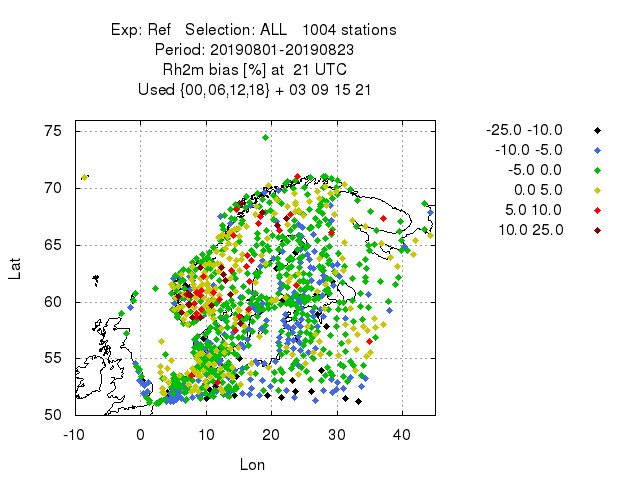 Exp: Ref   Selection: ALL   1004 stations
Period: 20190801-20190823
Rh2m bias [%] at  21 UTC
Used {00,06,12,18} + 03 09 15 21
-25.0 -10.0
-10.0 -5.0
-5.0 0.0
0.0 5.0
5.0 10.0
10.0 25.0
75
70
65
60
55
50
Lat
-10 0 10 20 30 40
Lon